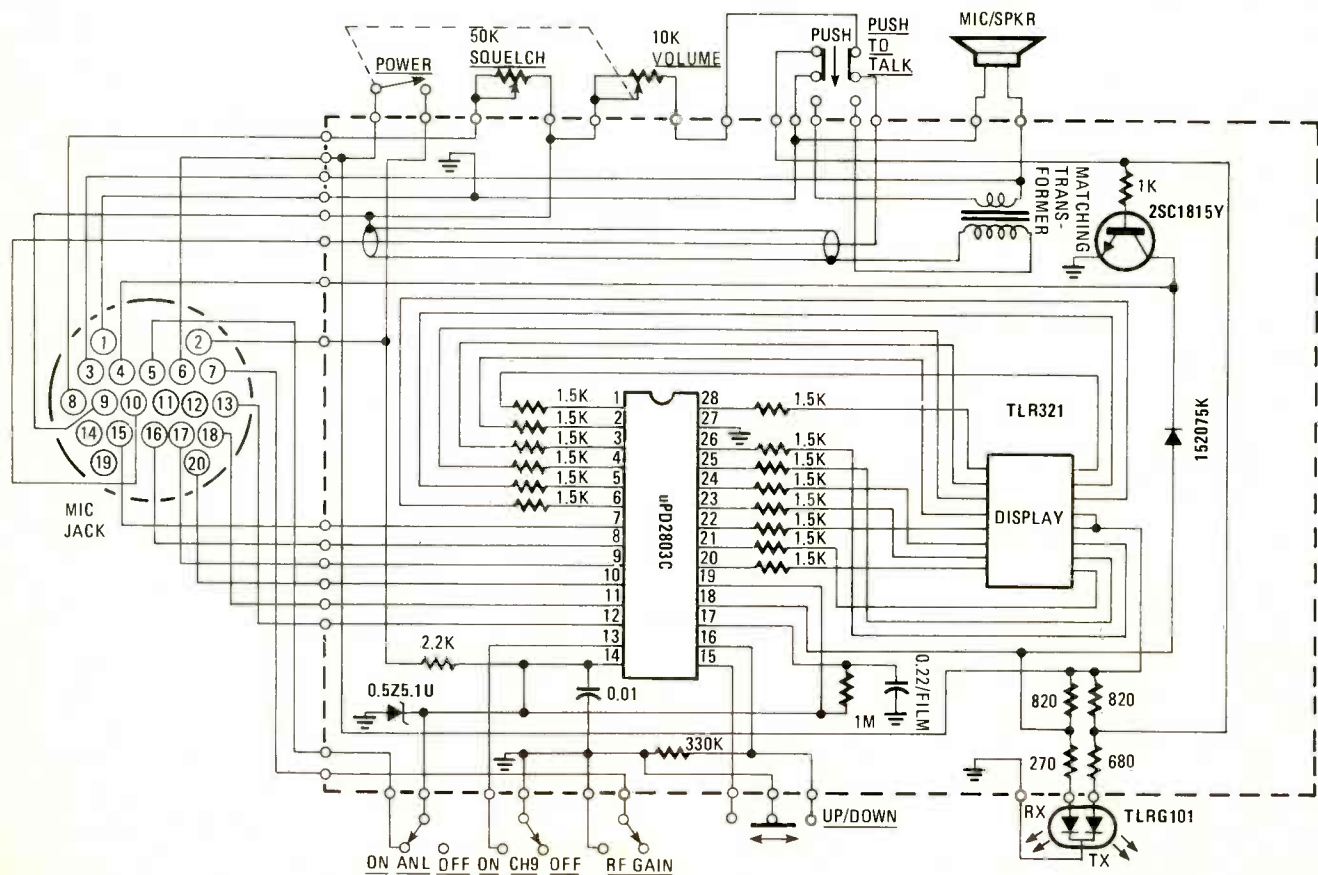 50K
SQUELCH
10K
VOLUME
PUSH
PUSH
TO
TALK
MIC/SPKR
POWER
MATCHING
TRANS-
FORMER
1K
2SC1815Y
1
2
3
4
5
6
7
8
9
10
11
12
13
14
15
16
17
18
19
20
MIC
JACK
1.5K
1.5K
1.5K
1.5K
1.5K
1.5K
1
2
3
4
5
6
7
8
9
10
11
12
13
14
uPD2803C
28
27
26
25
24
23
22
21
20
19
18
17
16
15
1.5K
1.5K
1.5K
1.5K
1.5K
1.5K
1.5K
1.5K
TLR321
DISPLAY
152075K
2.2K
0.5Z5.1U
0.01
1M
0.22/FILM
330K
820
820
270
680
RX
TX
TLRG101
UP/DOWN
ON ANL OFF ON CH9 OFF RF GAIN